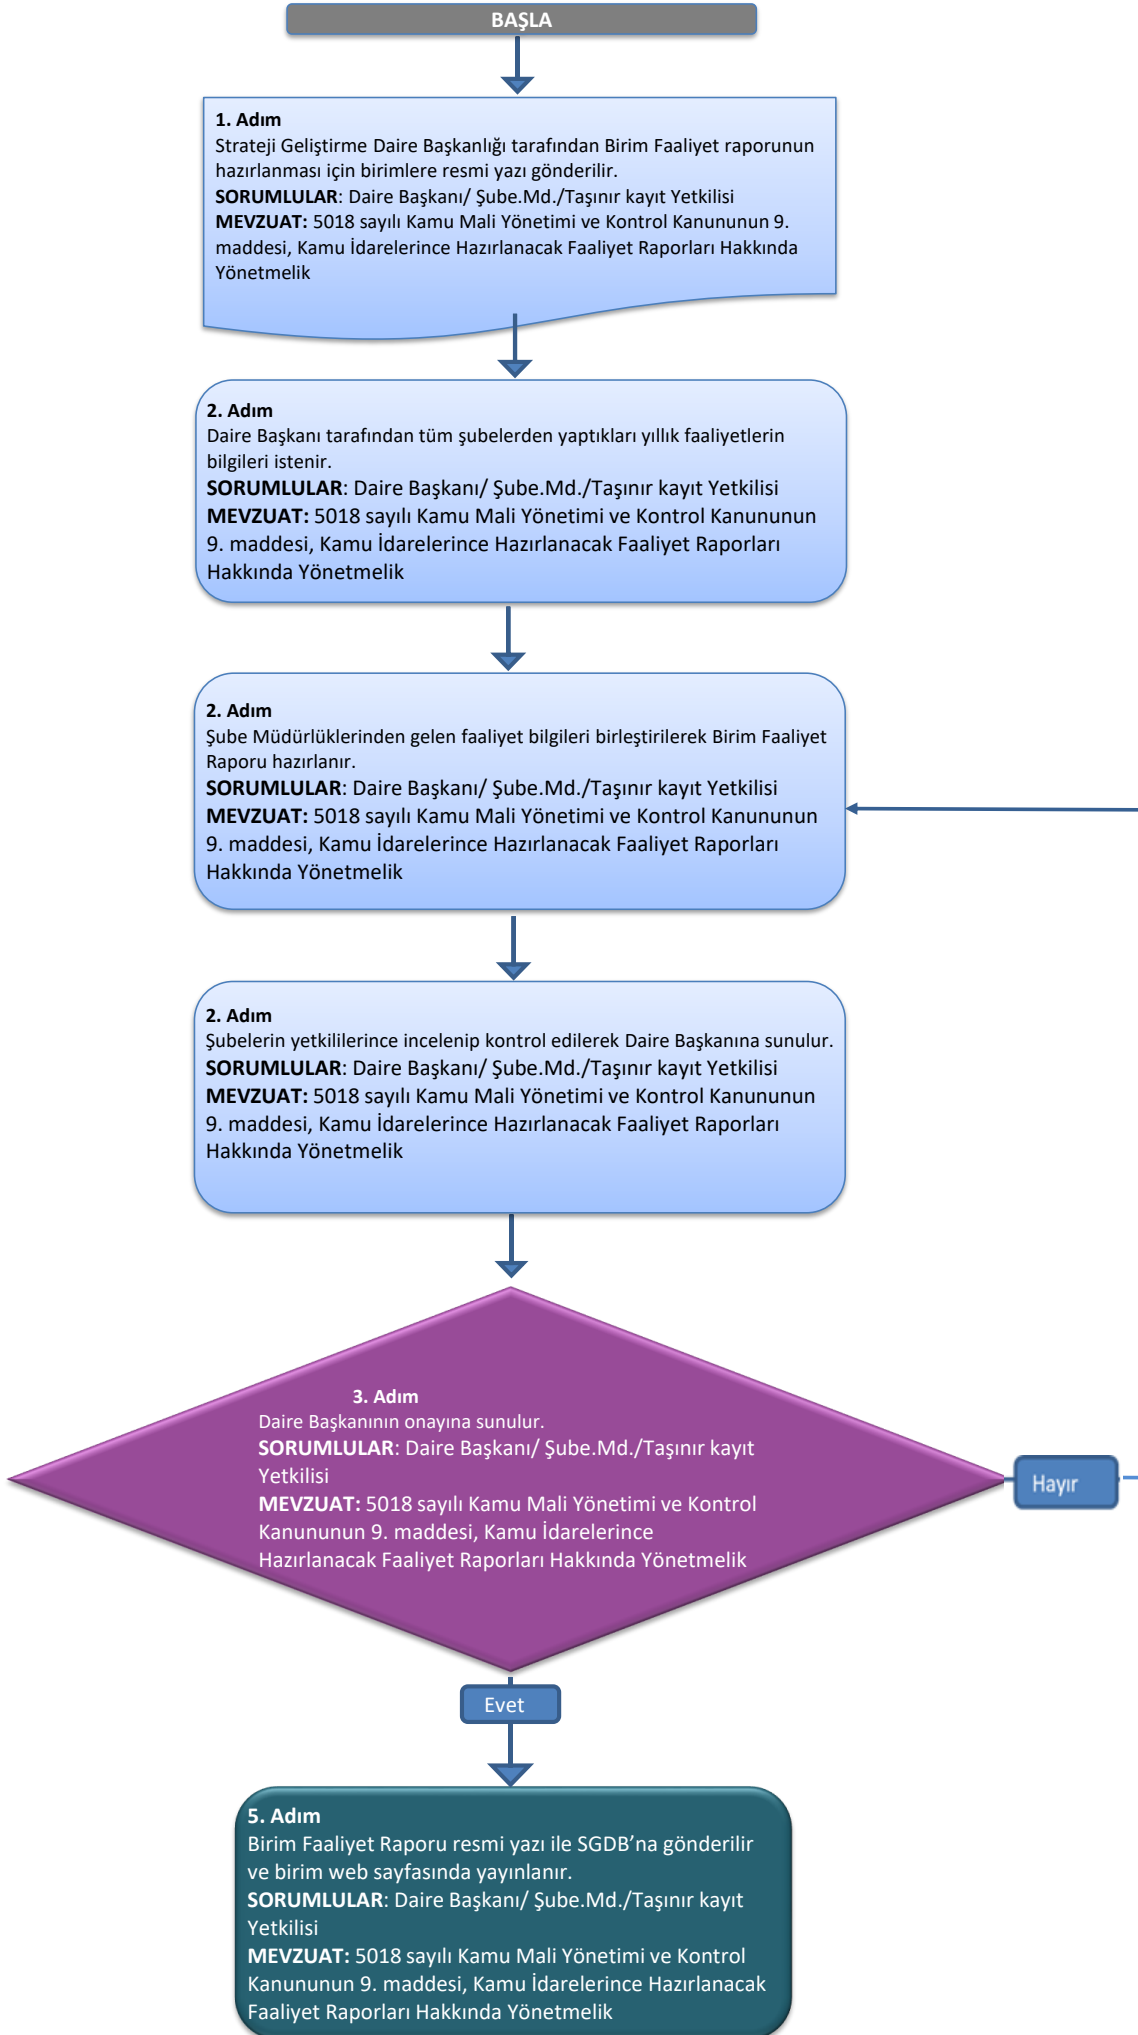 BAŞLA
1. Adım
Strateji Geliştirme Daire Başkanlığı tarafından Birim Faaliyet raporunun
hazırlanması için birimlere resmi yazı gönderilir.
SORUMLULAR: Daire Başkanı/ Şube.Md./Taşınır kayıt Yetkilisi
MEVZUAT: 5018 sayılı Kamu Mali Yönetimi ve Kontrol Kanununun 9.
maddesi, Kamu İdarelerince Hazırlanacak Faaliyet Raporları Hakkında
Yönetmelik
2. Adım
Daire Başkanı tarafından tüm şubelerden yaptıkları yıllık faaliyetlerin
bilgileri istenir.
SORUMLULAR: Daire Başkanı/ Şube.Md./Taşınır kayıt Yetkilisi
MEVZUAT: 5018 sayılı Kamu Mali Yönetimi ve Kontrol Kanununun
9. maddesi, Kamu İdarelerince Hazırlanacak Faaliyet Raporları
Hakkında Yönetmelik
2. Adım
Şube Müdürlüklerinden gelen faaliyet bilgileri birleştirilerek Birim Faaliyet
Raporu hazırlanır.
SORUMLULAR: Daire Başkanı/ Şube.Md./Taşınır kayıt Yetkilisi
MEVZUAT: 5018 sayılı Kamu Mali Yönetimi ve Kontrol Kanununun
9. maddesi, Kamu İdarelerince Hazırlanacak Faaliyet Raporları
Hakkında Yönetmelik
2. Adım
Şubelerin yetkililerince incelenip kontrol edilerek Daire Başkanına sunulur.
SORUMLULAR: Daire Başkanı/ Şube.Md./Taşınır kayıt Yetkilisi
MEVZUAT: 5018 sayılı Kamu Mali Yönetimi ve Kontrol Kanununun
9. maddesi, Kamu İdarelerince Hazırlanacak Faaliyet Raporları
Hakkında Yönetmelik
3. Adım
Daire Başkanının onayına sunulur.
SORUMLULAR: Daire Başkanı/ Şube.Md./Taşınır kayıt
Yetkilisi
MEVZUAT: 5018 sayılı Kamu Mali Yönetimi ve Kontrol
Kanununun 9. maddesi, Kamu İdarelerince
Hazırlanacak Faaliyet Raporları Hakkında Yönetmelik
Hayır
Evet
5. Adım
Birim Faaliyet Raporu resmi yazı ile SGDB’na gönderilir
ve birim web sayfasında yayınlanır.
SORUMLULAR: Daire Başkanı/ Şube.Md./Taşınır kayıt
Yetkilisi
MEVZUAT: 5018 sayılı Kamu Mali Yönetimi ve Kontrol
Kanununun 9. maddesi, Kamu İdarelerince Hazırlanacak
Faaliyet Raporları Hakkında Yönetmelik